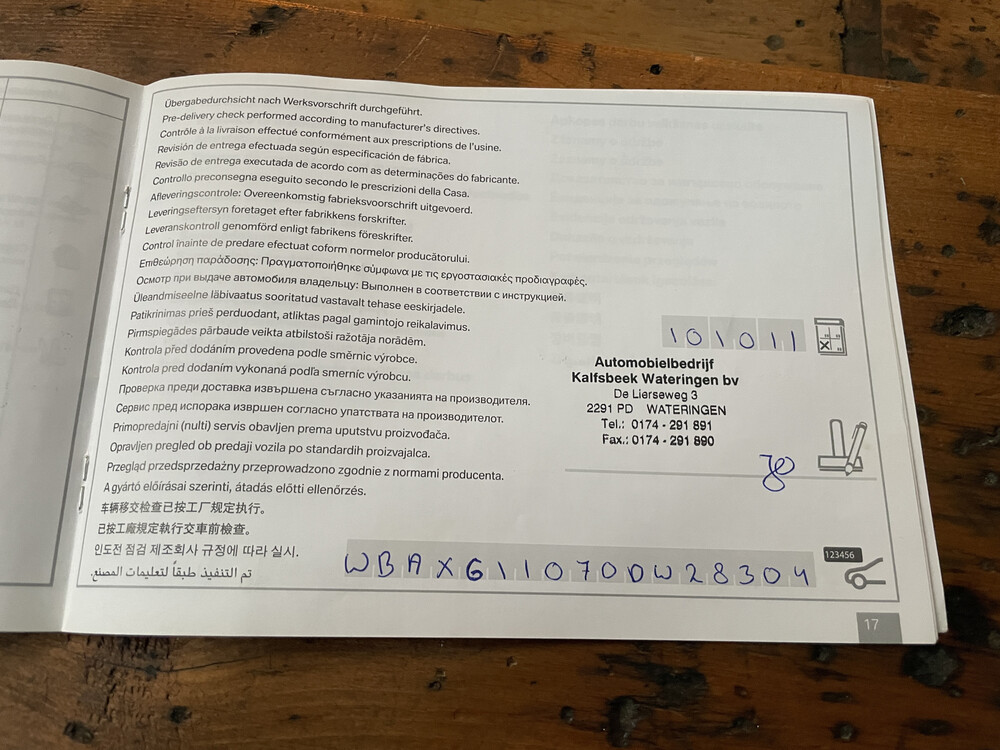 Übergabedurchsicht nach Werksvorschrift durchgeführt.
Pre-delivery check performed according to manufacturer's directives.
Contrôle à la livraison effectué conformément aux prescriptions de l'usine.
Revisión de entrega efectuada según especificación de fábrica.
Revisão de entrega executada de acordo com as determinações do fabricante.
Controllo preconsegna eseguito secondo le prescrizioni della Casa.
Afleveringscontrole: Overeenkomstig fabrieksvoorschrift uitgevoerd.
Leveringseftersyn foretaget efter fabrikkens forskrifter.
Leveranskontroll genomförd enligt fabrikens föreskrifter.
Control înainte de predare efectuat coform normelor producătorului.
Επιθεώρηση παράδοσης: Πραγματοποιήθηκε σύμφωνα με τις εργοστασιακές προδιαγραφές.
Осмотр при выдаче автомобиля владельцу: Выполнен в соответствии с инструкцией.
Üleandmiseelne läbivaatus sooritatud vastavalt tehase eeskirjadele.
Patikrinimas prieš perduodant, atliktas pagal gamintojo reikalavimus.
Pirmspiegādes pārbaude veikta atbilstoši ražotāja norādēm.
Kontrola před dodáním provedena podle směrnic výrobce.
Kontrola pred dodaním vykonaná podľa smerníc výrobcu.
Проверка преди доставка извършена съгласно указанията на производителя.
Сервис пред испорака извршен согласно упатствата на производителот.
Primopredajni (nulti) servis obavljen prema uputstvu proizvođača.
Opravljen pregled ob predaji vozila po standardih proizvajalca.
Przegląd przedsprzedażny przeprowadzono zgodnie z normami producenta.
A gyártó előírásai szerinti, átadás előtti ellenőrzés.
车辆移交检查已按工厂规定执行。
已按工廠規定執行交車前檢查。
인도전 점검 제조회사 규정에 따라 실시.
تم التنفيذ طبقاً لتعليمات المصنع.
101011
Automobielbedrijf
Kalfsbeek Wateringen bv
De Lierseweg 3
2291 PD WATERINGEN
Tel.: 0174 - 291 891
Fax.: 0174 - 291 890
123456
WBAXG11070DW28304
17